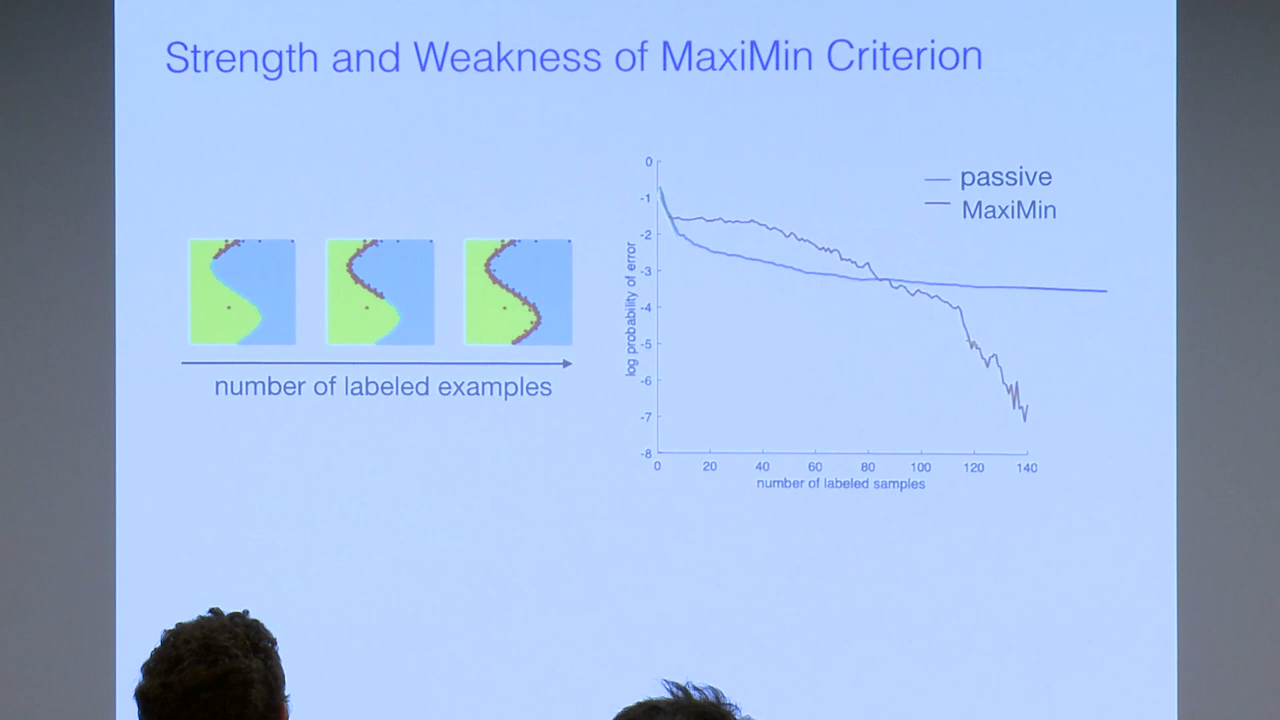 Strength and Weakness of MaxiMin Criterion
number of labeled examples
passive
MaxiMin
log probability of error
0
-1
-2
-3
-4
-5
-6
-7
-8
0 20 40 60 80 100 120 140
number of labeled samples